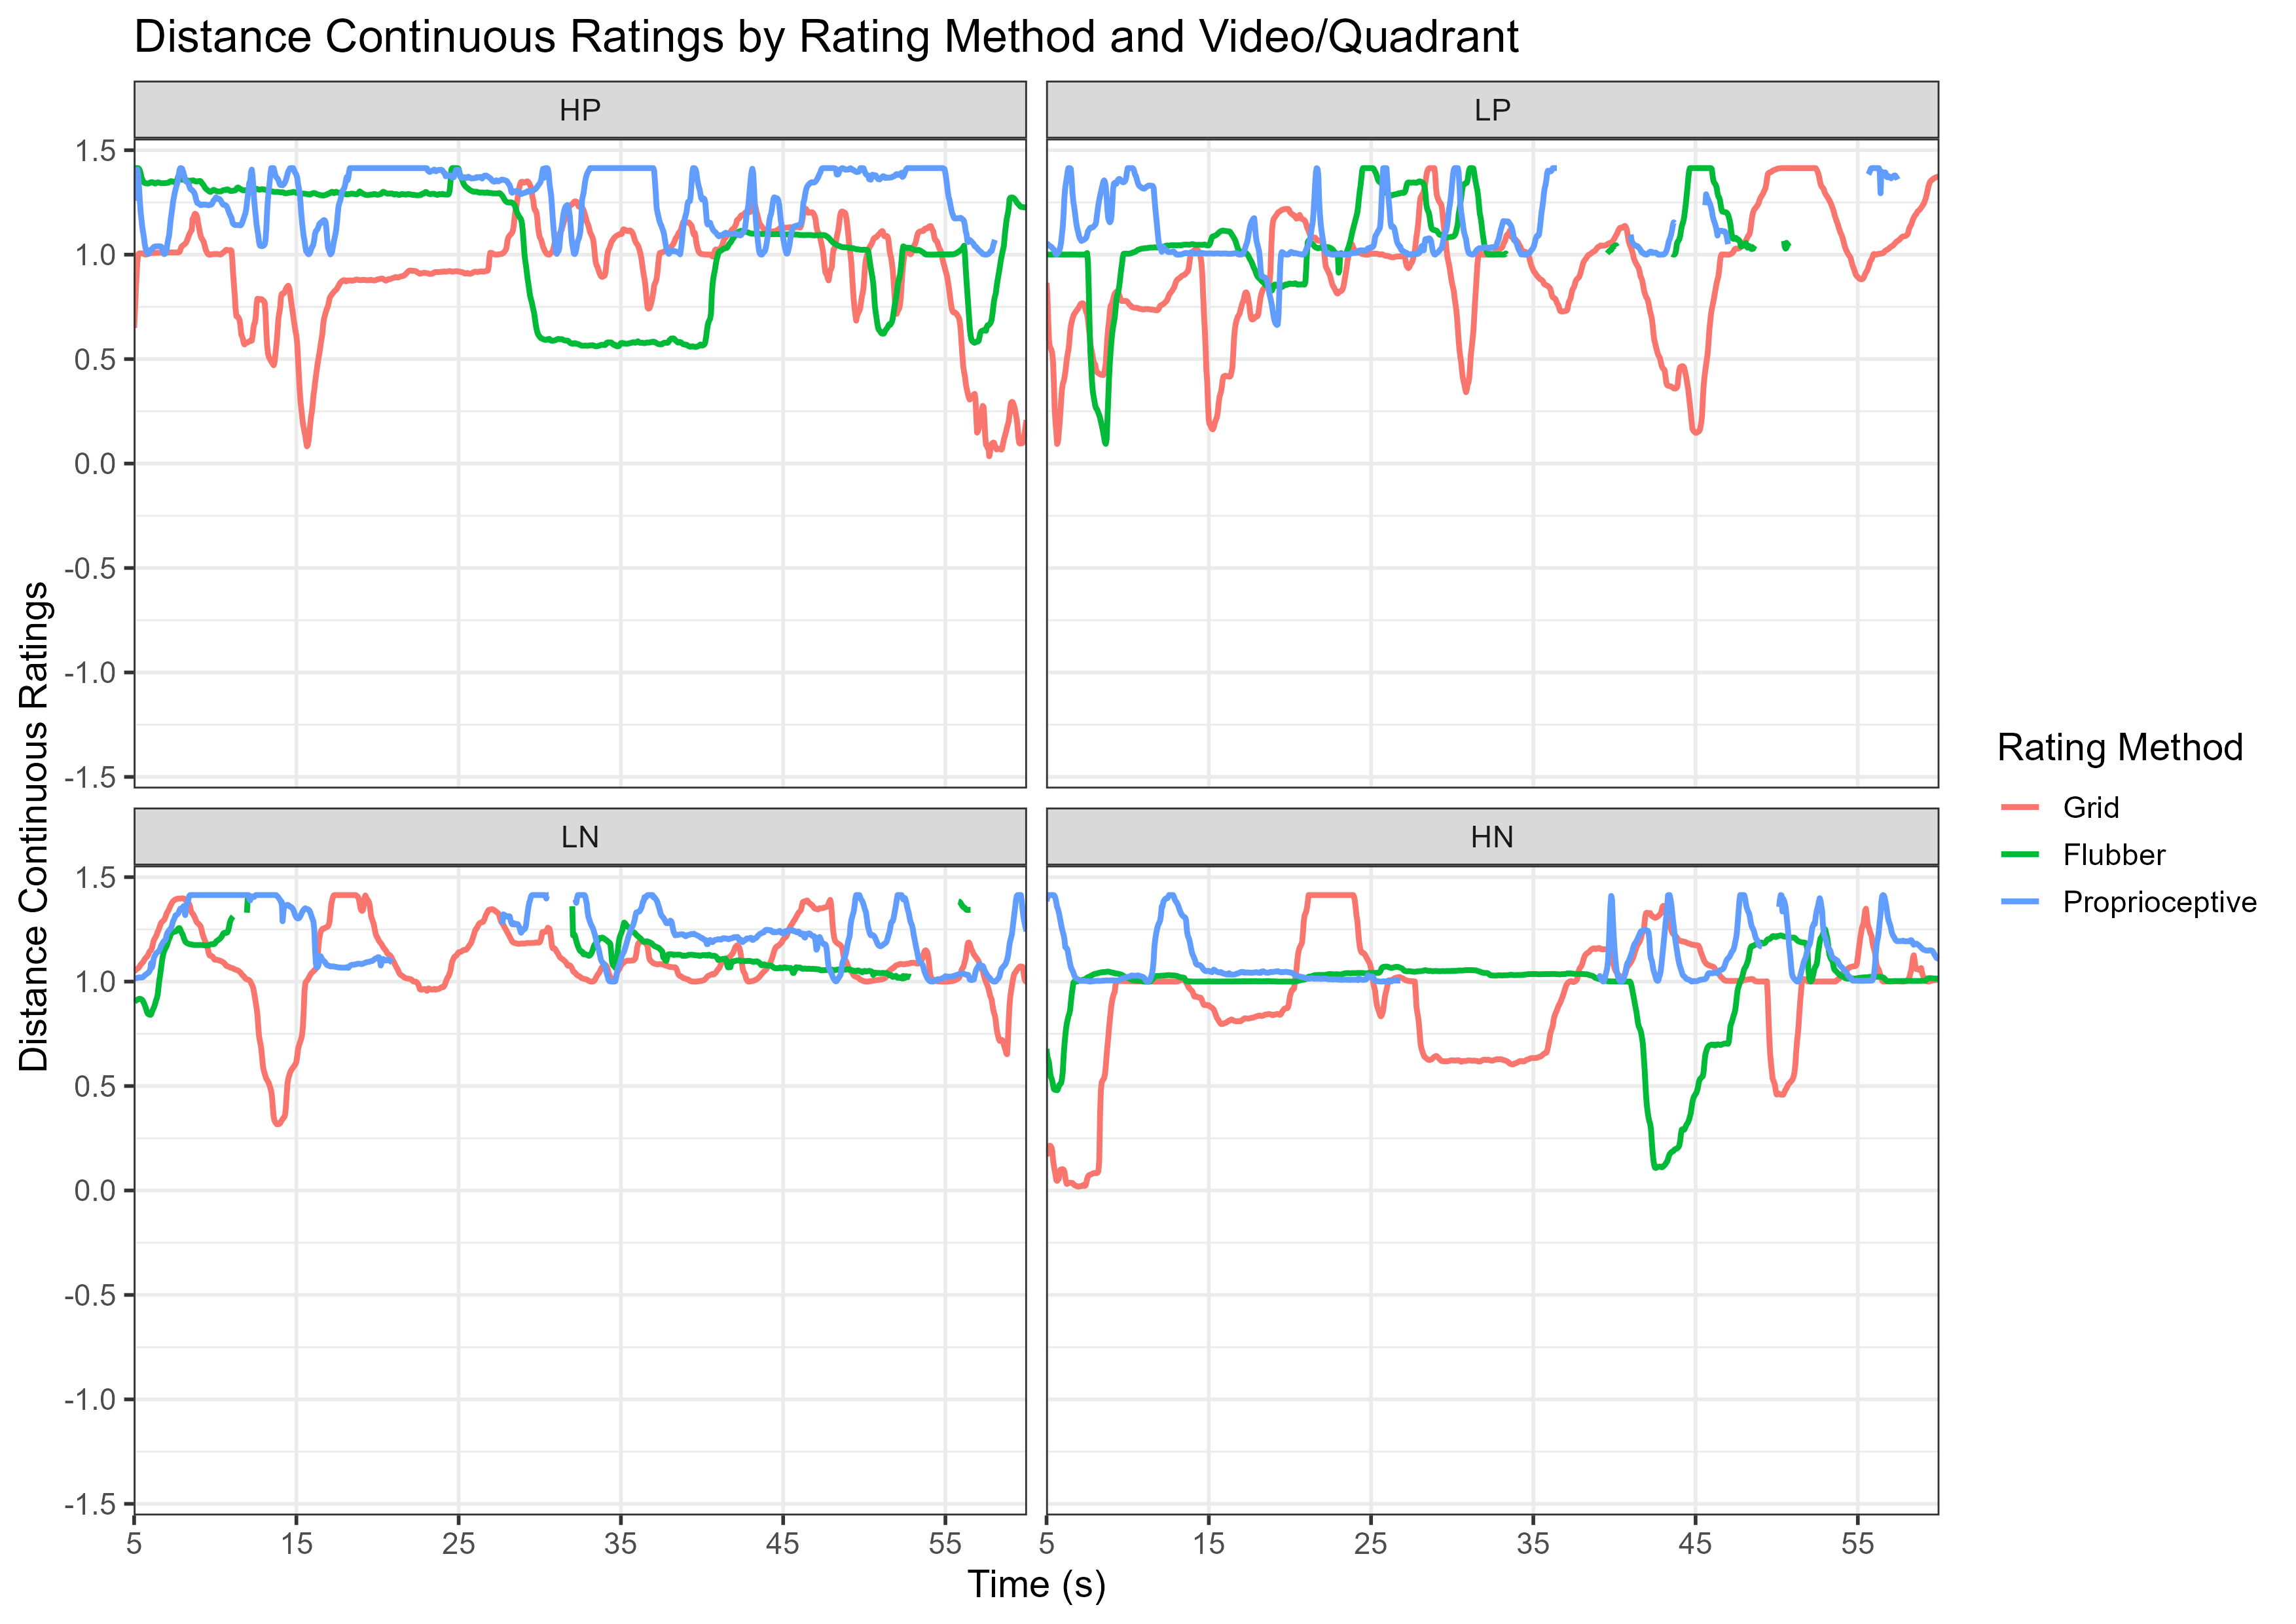 Distance Continuous Ratings by Rating Method and Video/Quadrant
HP
LP
1.5
1.0
0.5
0.0
-0.5
-1.0
-1.5
LN
HN
1.5
1.0
0.5
0.0
-0.5
-1.0
-1.5
5 15 25 35 45 55
5 15 25 35 45 55
Time (s)
Distance Continuous Ratings
Rating Method
Grid
Flubber
Proprioceptive